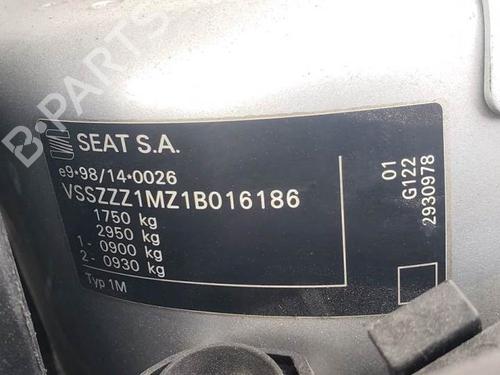 B-PARTS
SEAT S.A.
e9•98/14•0026
VSSZZZ1MZ1B016186
1750 kg
2950 kg
1- 0900 kg
2- 0930 kg
Typ 1M
01
G122
2930978